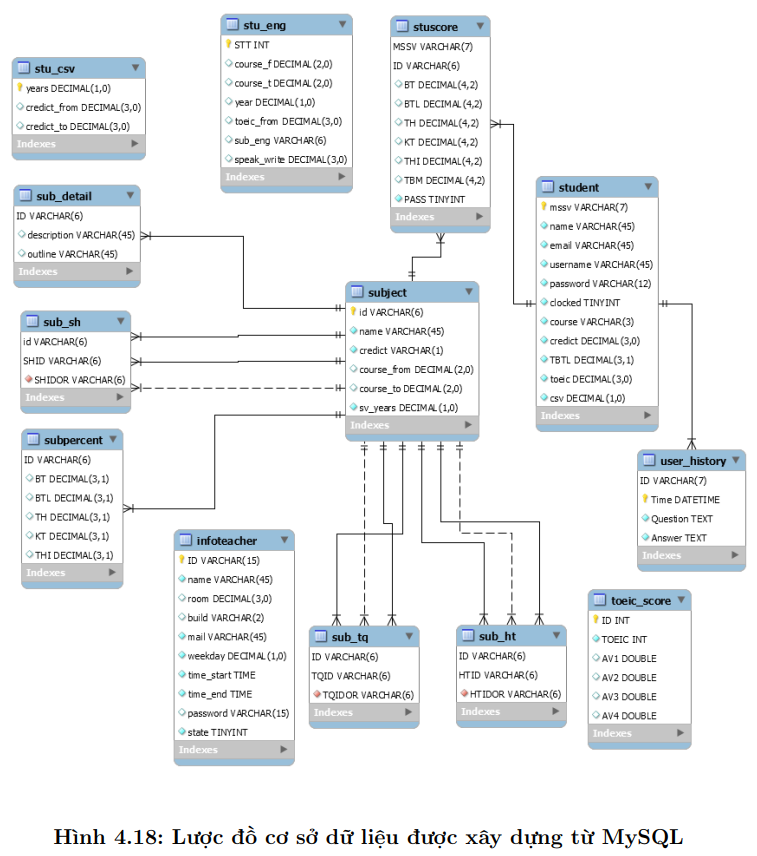 stu_csv
years DECIMAL(1,0)
credict_from DECIMAL(3,0)
credict_to DECIMAL(3,0)
Indexes
stu_eng
STT INT
course_f DECIMAL(2,0)
course_t DECIMAL(2,0)
year DECIMAL(1,0)
toeic_from DECIMAL(3,0)
sub_eng VARCHAR(6)
speak_write DECIMAL(3,0)
Indexes
stuscore
MSSV VARCHAR(7)
ID VARCHAR(6)
BT DECIMAL(4,2)
BTL DECIMAL(4,2)
TH DECIMAL(4,2)
KT DECIMAL(4,2)
THI DECIMAL(4,2)
TBM DECIMAL(4,2)
PASS TINYINT
Indexes
sub_detail
ID VARCHAR(6)
description VARCHAR(45)
outline VARCHAR(45)
Indexes
student
mssv VARCHAR(7)
name VARCHAR(45)
email VARCHAR(45)
username VARCHAR(45)
password VARCHAR(12)
clocked TINYINT
course VARCHAR(3)
credict DECIMAL(3,0)
TBTL DECIMAL(3,1)
toeic DECIMAL(3,0)
csv DECIMAL(1,0)
Indexes
subject
id VARCHAR(6)
name VARCHAR(45)
credict VARCHAR(1)
course_from DECIMAL(2,0)
course_to DECIMAL(2,0)
sv_years DECIMAL(1,0)
Indexes
sub_sh
id VARCHAR(6)
SHID VARCHAR(6)
SHIDOR VARCHAR(6)
Indexes
subpercent
ID VARCHAR(6)
BT DECIMAL(3,1)
BTL DECIMAL(3,1)
TH DECIMAL(3,1)
KT DECIMAL(3,1)
THI DECIMAL(3,1)
Indexes
user_history
ID VARCHAR(7)
Time DATETIME
Question TEXT
Answer TEXT
Indexes
infoteacher
ID VARCHAR(15)
name VARCHAR(45)
room DECIMAL(3,0)
build VARCHAR(2)
mail VARCHAR(45)
weekday DECIMAL(1,0)
time_start TIME
time_end TIME
password VARCHAR(15)
state TINYINT
Indexes
sub_tq
ID VARCHAR(6)
TQID VARCHAR(6)
TQIDOR VARCHAR(6)
Indexes
sub_ht
ID VARCHAR(6)
HTID VARCHAR(6)
HTIDOR VARCHAR(6)
Indexes
toeic_score
ID INT
TOEIC INT
AV1 DOUBLE
AV2 DOUBLE
AV3 DOUBLE
AV4 DOUBLE
Indexes
Hình 4.18: Lược đồ cơ sở dữ liệu được xây dựng từ MySQL